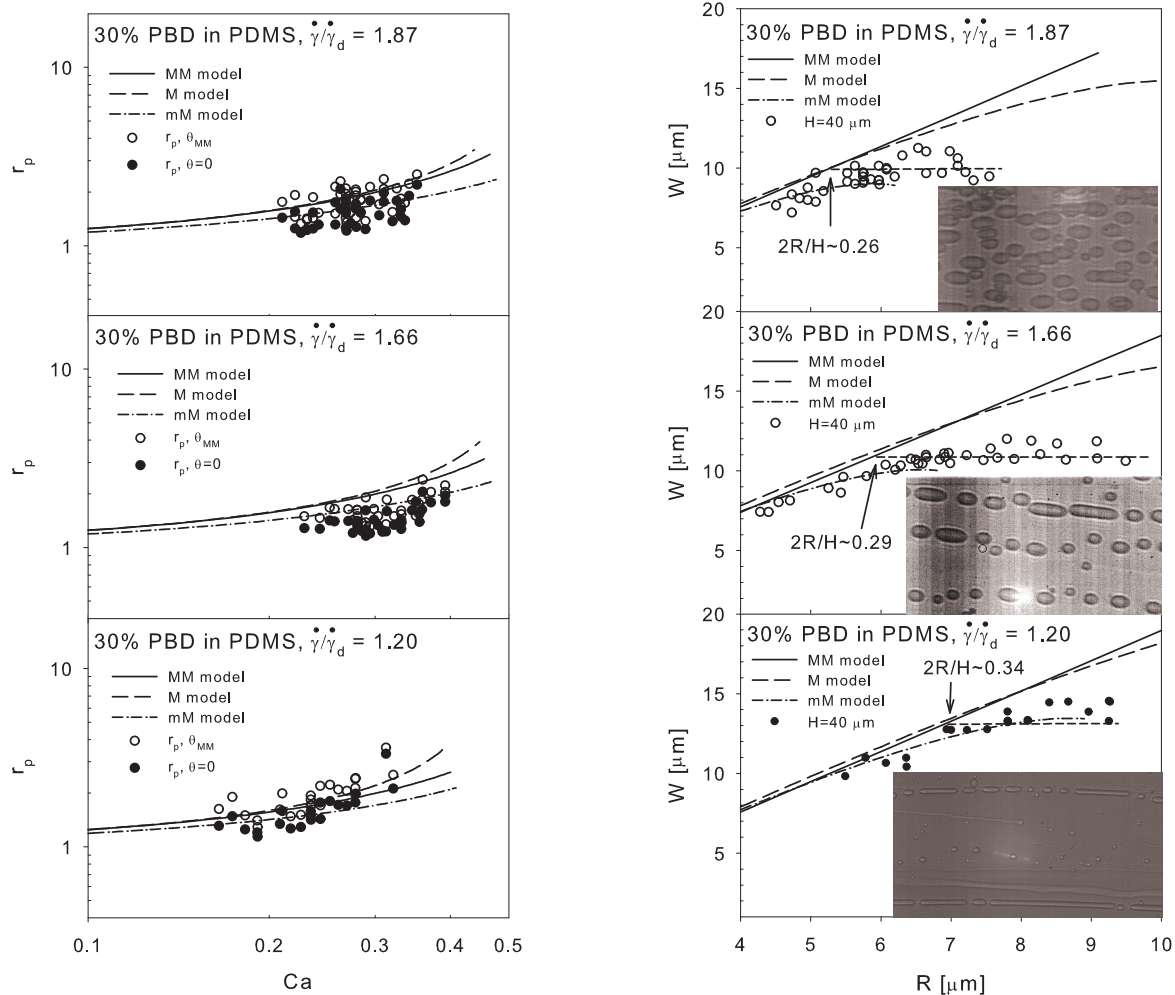 30% PBD in PDMS, γ̇/γ̇d = 1.87
10
MM model
M model
mM model
rp, θMM
rp, θ=0
rp
1
30% PBD in PDMS, γ̇/γ̇d = 1.66
10
MM model
M model
mM model
rp, θMM
rp, θ=0
rp
1
30% PBD in PDMS, γ̇/γ̇d = 1.20
10
MM model
M model
mM model
rp, θMM
rp, θ=0
rp
1
0.1 0.2 0.3 0.4 0.5
Ca
20
30% PBD in PDMS, γ̇/γ̇d = 1.87
MM model
M model
mM model
H=40 μm
15
W [μm]
10
2R/H~0.26
5
20
30% PBD in PDMS, γ̇/γ̇d = 1.66
MM model
M model
mM model
H=40 μm
15
W [μm]
10
2R/H~0.29
5
20
30% PBD in PDMS, γ̇/γ̇d = 1.20
MM model
M model
mM model
H=40 μm
2R/H~0.34
15
W [μm]
10
5
4 5 6 7 8 9 10
R [μm]